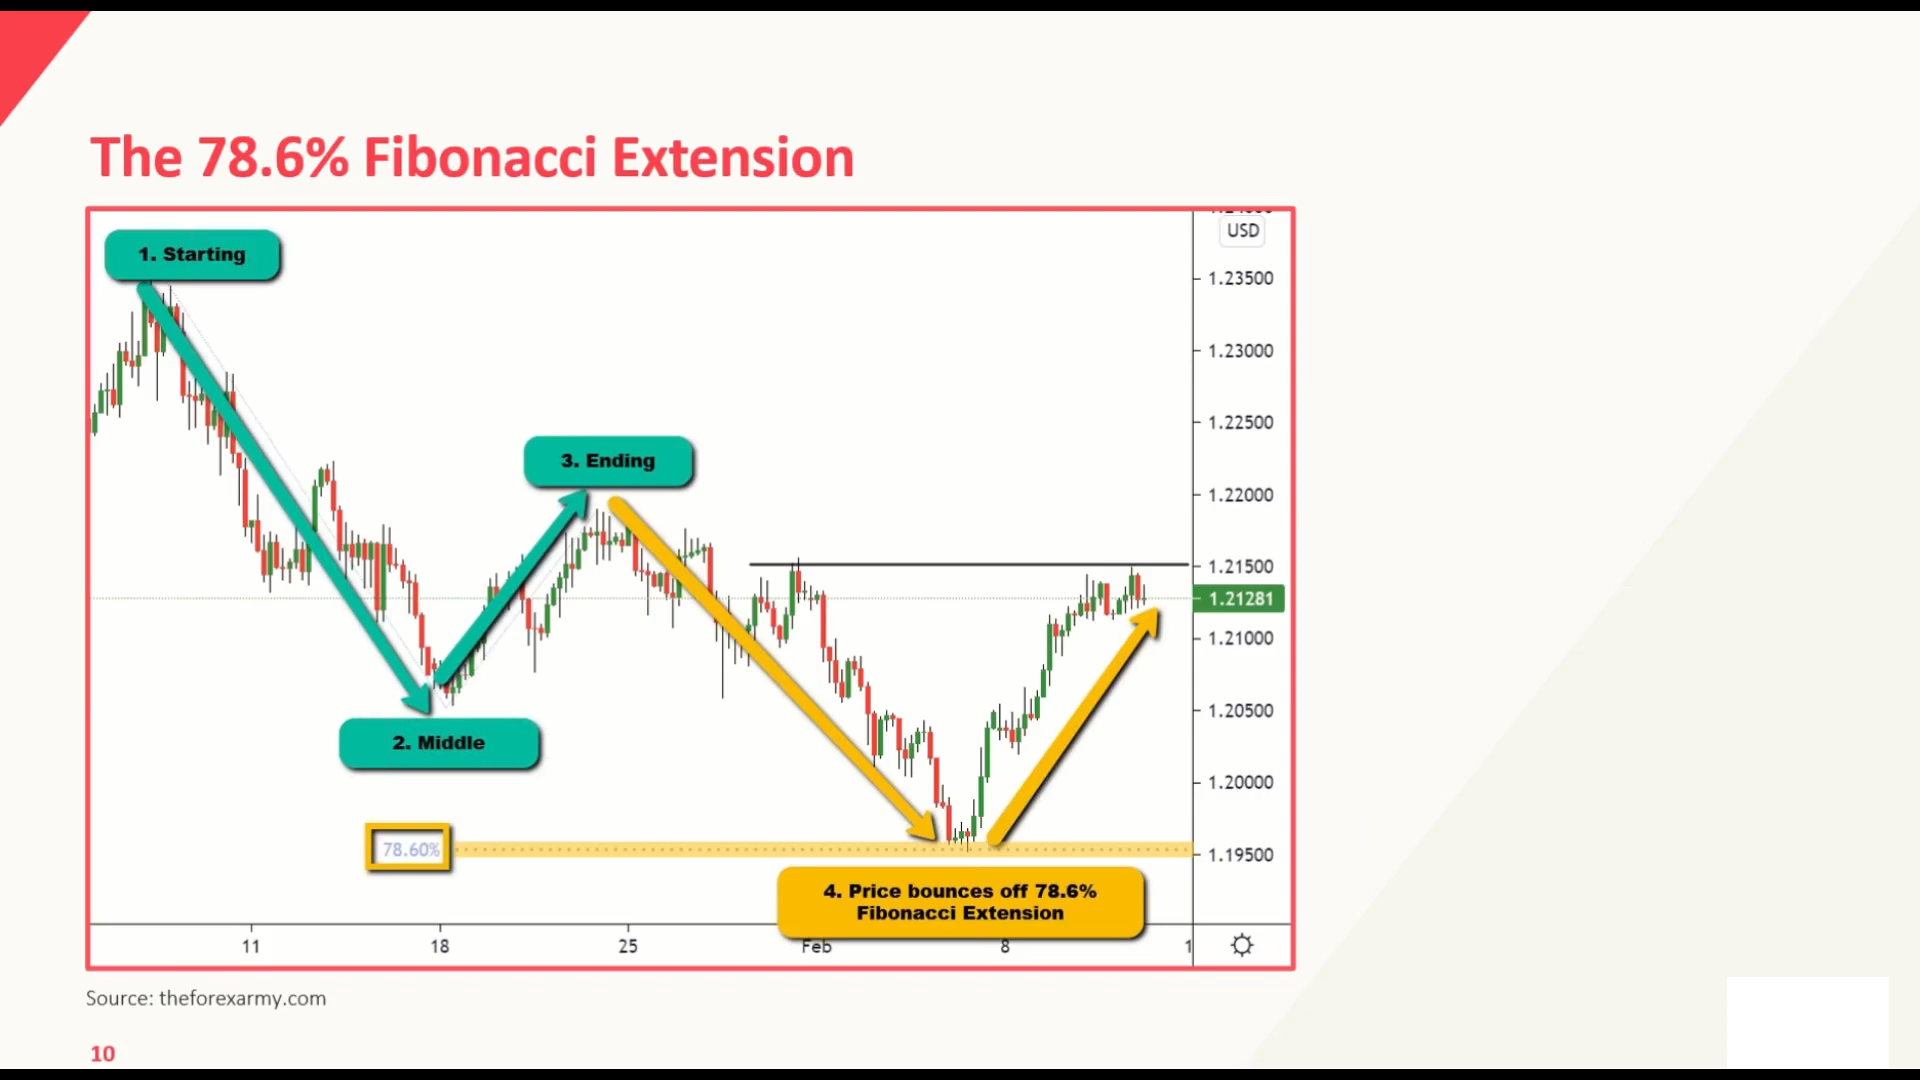 The 78.6% Fibonacci Extension
USD
1. Starting
1.23500
1.23000
1.22500
3. Ending
1.22000
1.21500
1.21281
1.21000
1.20500
2. Middle
1.20000
78.60%
1.19500
4. Price bounces off 78.6%
Fibonacci Extension
11 18 25 Feb 8 1
Source: theforexarmy.com
10